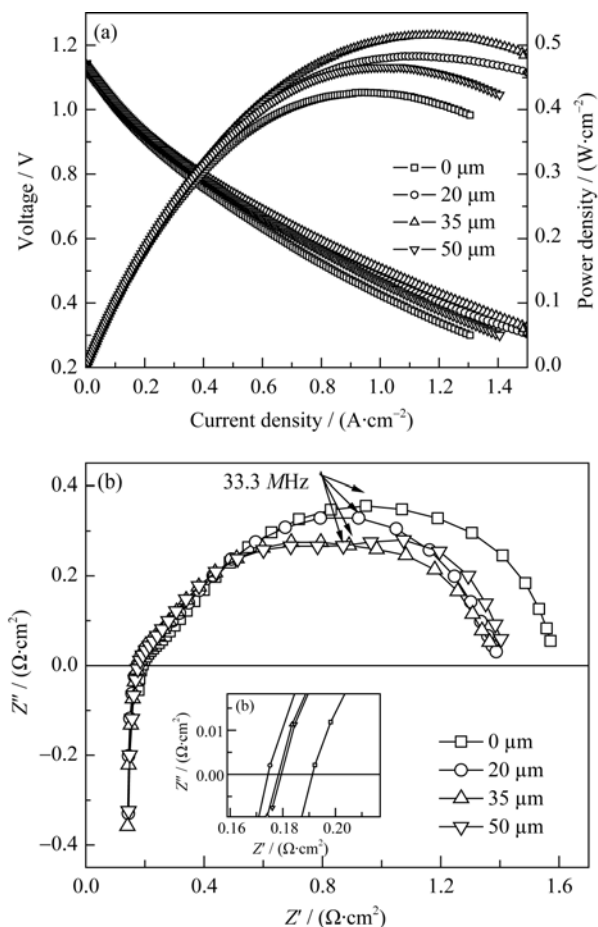 (a)
1.2
1.0
0.8
0.6
0.4
0.2
Voltage / V
0.5
0.4
0.3
0.2
0.1
0.0
Power density / (W·cm⁻²)
0 μm
20 μm
35 μm
50 μm
0.0 0.2 0.4 0.6 0.8 1.0 1.2 1.4
Current density / (A·cm⁻²)
(b)
33.3 MHz
0.4
0.2
0.0
−0.4
Z″ / (Ω·cm²)
(b)
0.01
0.00
Z″ / (Ω·cm²)
0.16 0.18 0.20
Z′ / (Ω·cm²)
0 μm
20 μm
35 μm
50 μm
0.0 0.4 0.8 1.2 1.6
Z′ / (Ω·cm²)